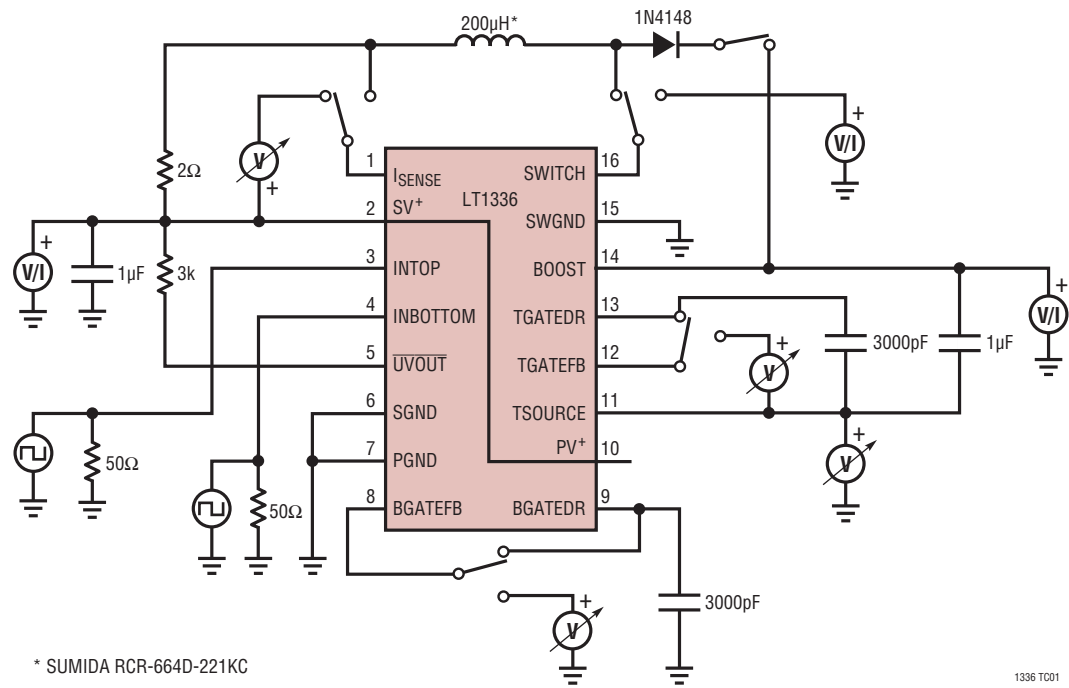 200µH*
1N4148
2Ω
V
+
V/I
+
1
ISENSE
SWITCH
16
LT1336
2
SV+
SWGND
15
+
V/I
1µF
3k
3
INTOP
BOOST
14
4
INBOTTOM
TGATEDR
13
+
V/I
5
UVOUT
TGATEFB
12
+
V
3000pF
1µF
6
SGND
TSOURCE
11
7
PGND
PV+
10
+
V
50Ω
8
BGATEFB
BGATEDR
9
50Ω
+
V
3000pF
* SUMIDA RCR-664D-221KC
1336 TC01